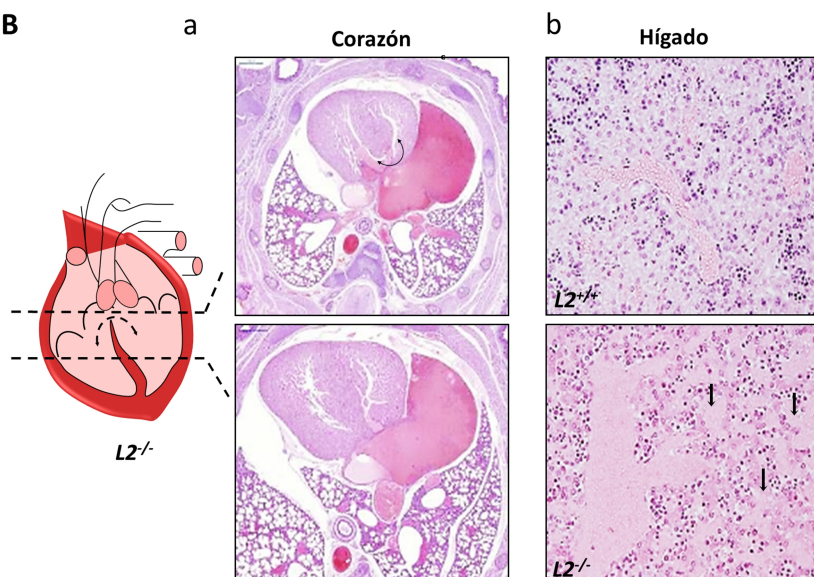 B
a
Corazón
b
Hígado
L2+/+
L2-/-
L2-/-